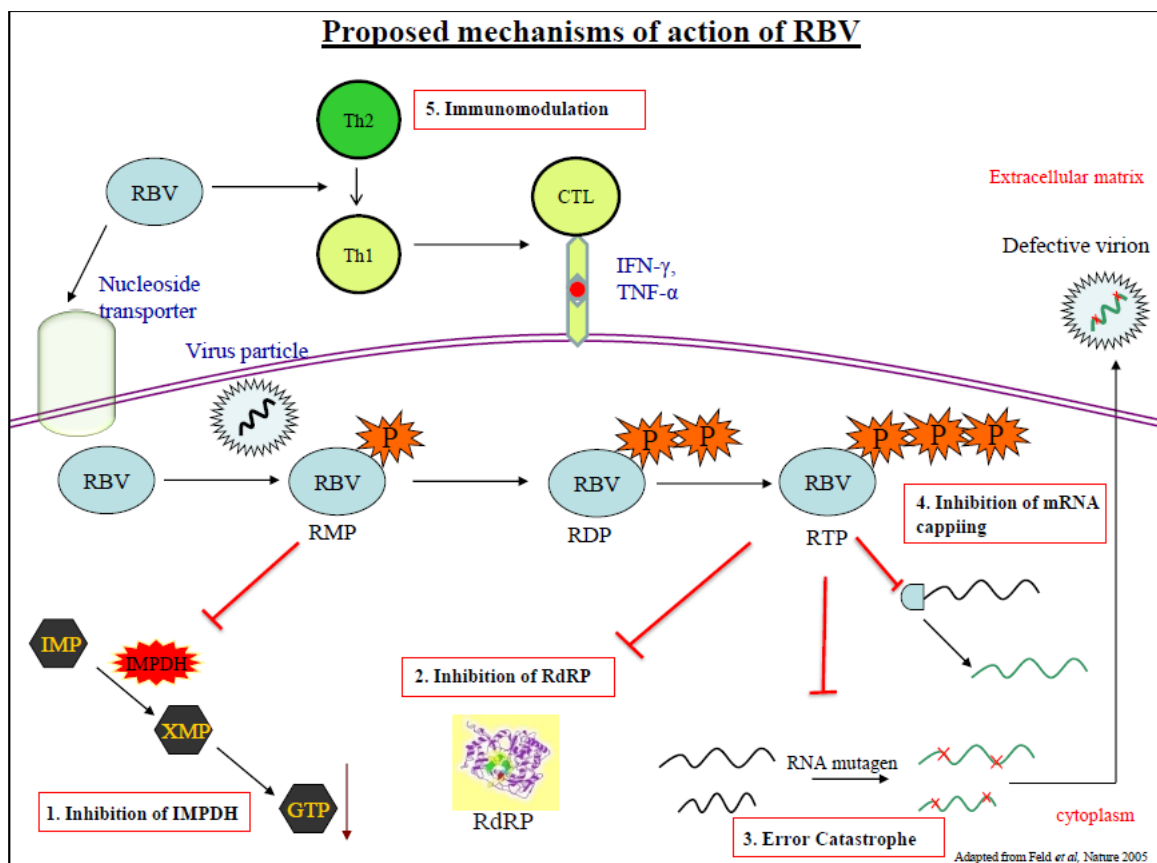 Proposed mechanisms of action of RBV
Th2
5. Immunomodulation
RBV
CTL
Extracellular matrix
Th1
Defective virion
IFN-γ,
TNF-α
Nucleoside
transporter
Virus particle
P
P P
P P P
RBV
RBV
RBV
RBV
4. Inhibition of mRNA
cappiing
RMP
RDP
RTP
IMP
IMPDH
2. Inhibition of RdRP
XMP
RNA mutagen
1. Inhibition of IMPDH
GTP
RdRP
3. Error Catastrophe
cytoplasm
Adapted from Feld et al, Nature 2005